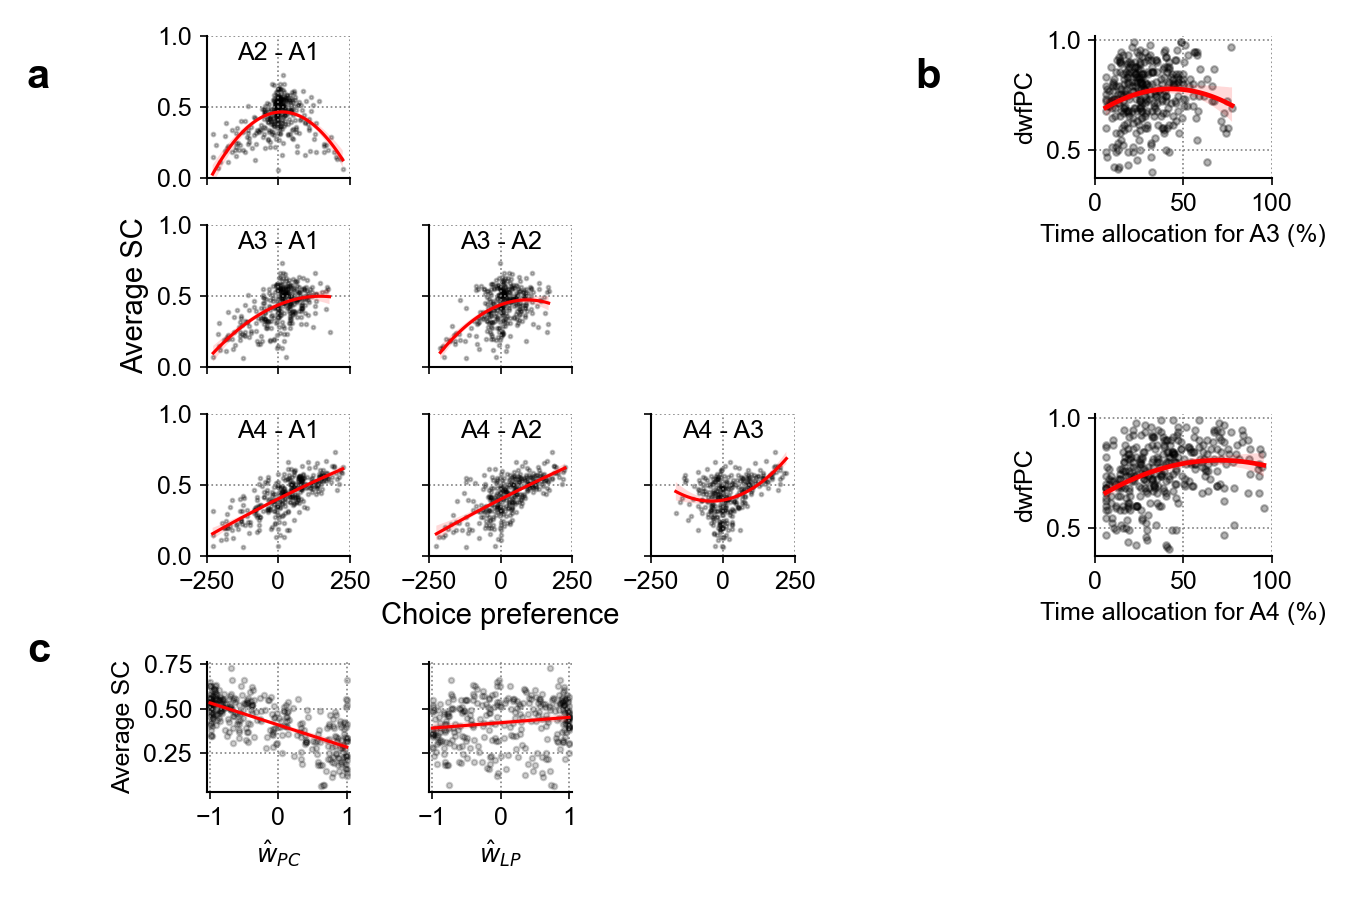 a
1.0
0.5
0.0
A2 - A1
b
1.0
0.5
dwfPC
0 50 100
Time allocation for A3 (%)
Average SC
1.0
0.5
0.0
A3 - A1
A3 - A2
1.0
0.5
0.0
A4 - A1
A4 - A2
A4 - A3
−250 0 250
−250 0 250
−250 0 250
Choice preference
1.0
0.5
dwfPC
0 50 100
Time allocation for A4 (%)
c
Average SC
0.75
0.50
0.25
−1 0 1
ŵPC
−1 0 1
ŵLP